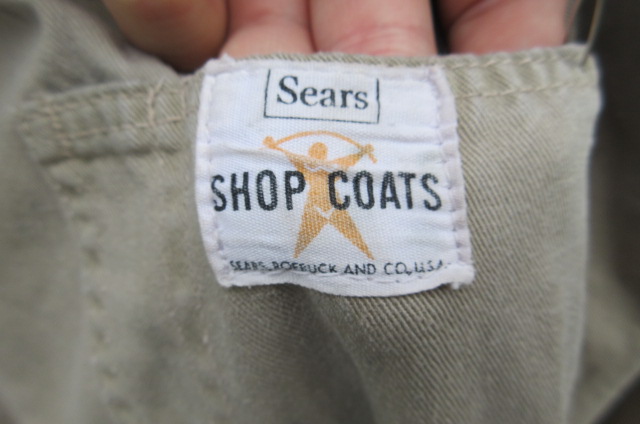 Sears
SHOP COATS
SEARS, ROEBUCK AND CO. U.S.A.